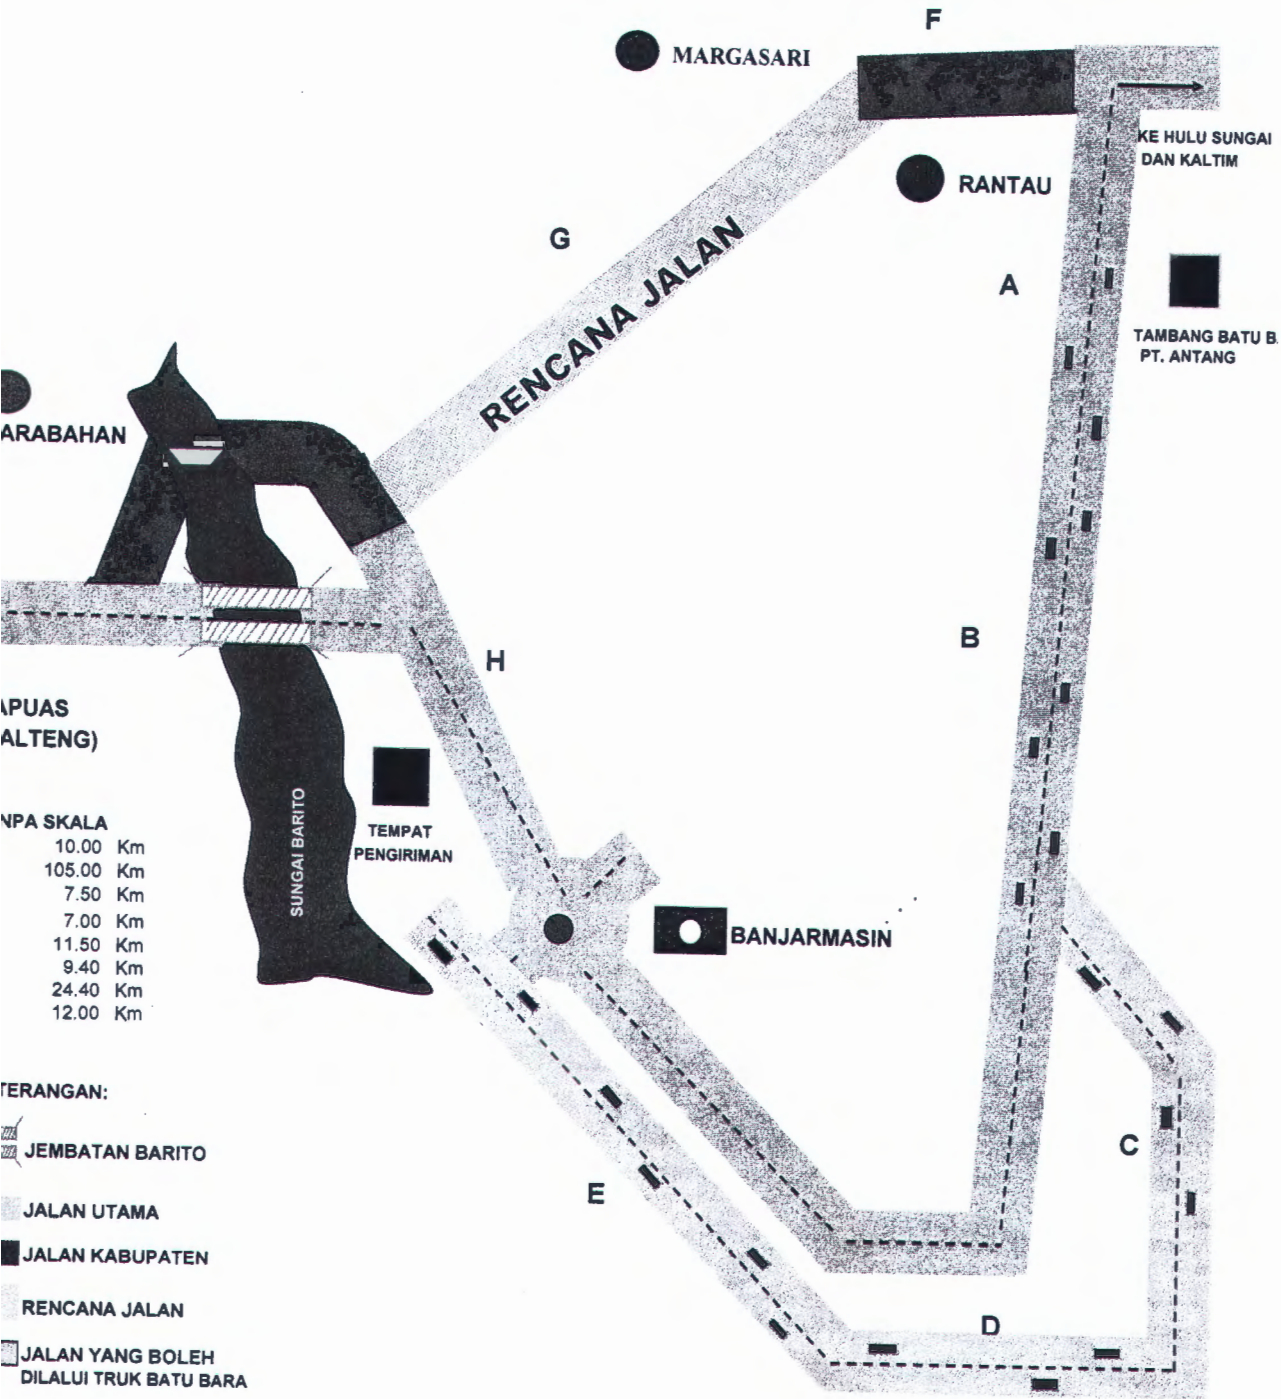 F
MARGASARI
KE HULU SUNGAI
DAN KALTIM
RANTAU
G
RENCANA JALAN
A
TAMBANG BATU B
PT. ANTANG
ARABAHAN
B
H
APUAS
ALTENG)
SUNGAI BARITO
TEMPAT
PENGIRIMAN
NPA SKALA
10.00 Km
105.00 Km
7.50 Km
7.00 Km
11.50 Km
9.40 Km
24.40 Km
12.00 Km
BANJARMASIN
TERANGAN:
JEMBATAN BARITO
C
E
JALAN UTAMA
JALAN KABUPATEN
RENCANA JALAN
D
JALAN YANG BOLEH
DILALUI TRUK BATU BARA